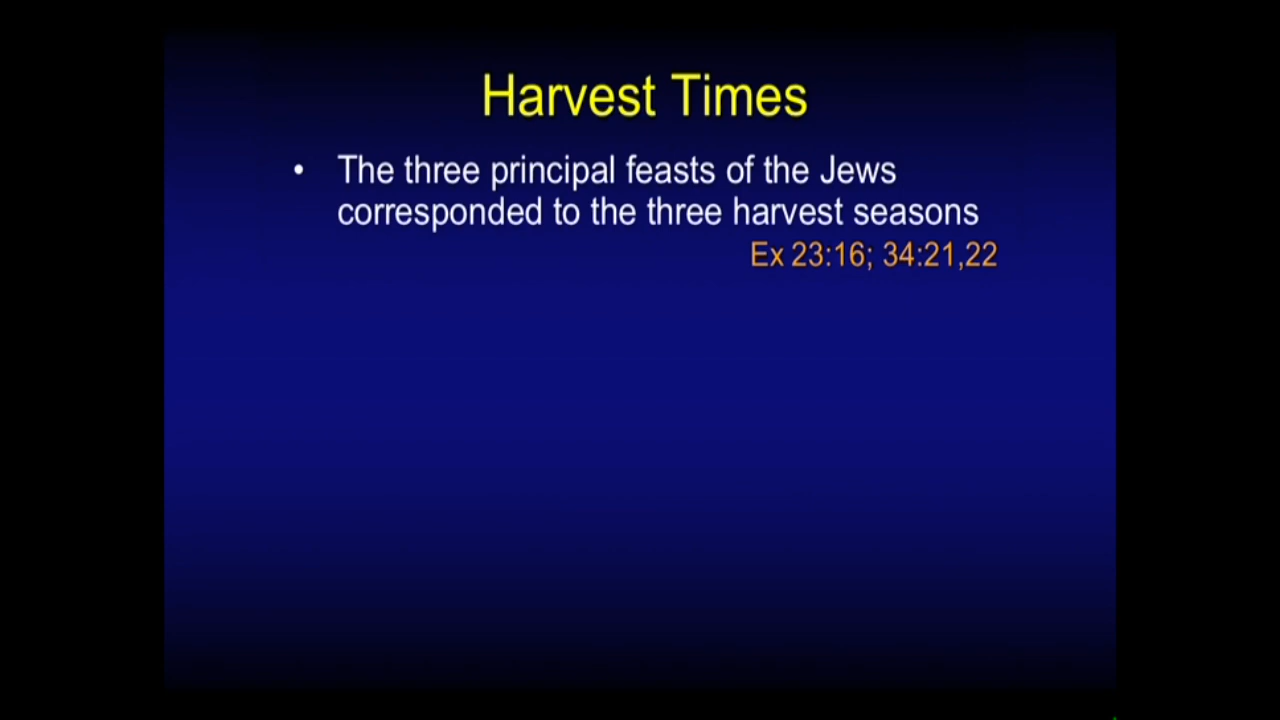 Harvest Times
• The three principal feasts of the Jews
corresponded to the three harvest seasons
Ex 23:16; 34:21,22